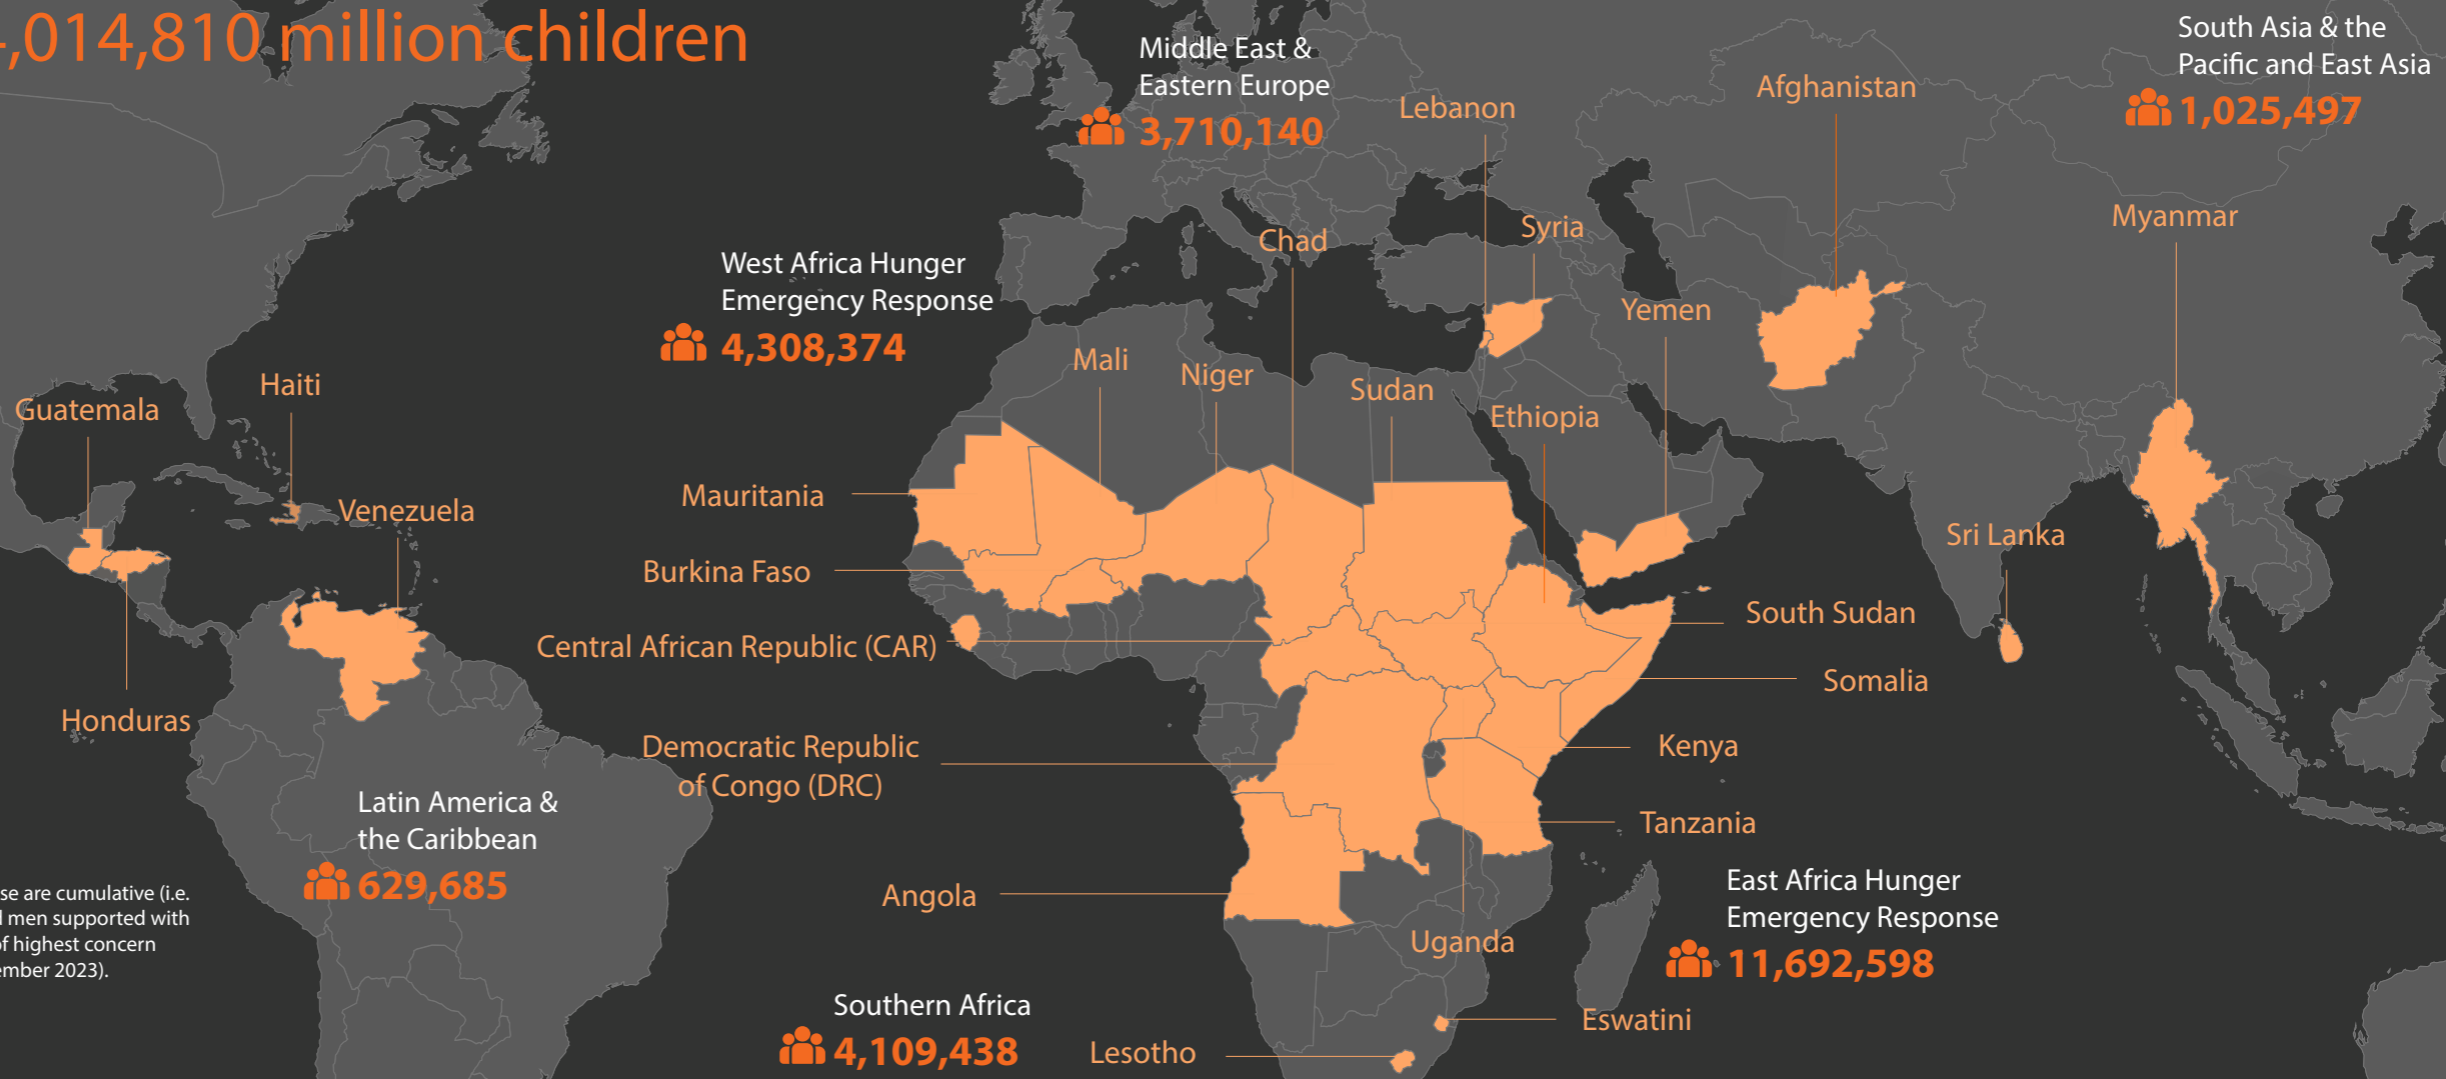 ,014,810 million children
Middle East &
Eastern Europe
3,710,140
South Asia & the
Pacific and East Asia
1,025,497
Lebanon
Afghanistan
Myanmar
Syria
Chad
Yemen
West Africa Hunger
Emergency Response
4,308,374
Mali
Niger
Sudan
Ethiopia
Haiti
Guatemala
Venezuela
Mauritania
Sri Lanka
Burkina Faso
South Sudan
Central African Republic (CAR)
Somalia
Honduras
Democratic Republic
of Congo (DRC)
Kenya
Tanzania
Latin America &
the Caribbean
629,685
Angola
East Africa Hunger
Emergency Response
11,692,598
se are cumulative (i.e.
men supported with
of highest concern
ember 2023).
Uganda
Southern Africa
4,109,438
Eswatini
Lesotho